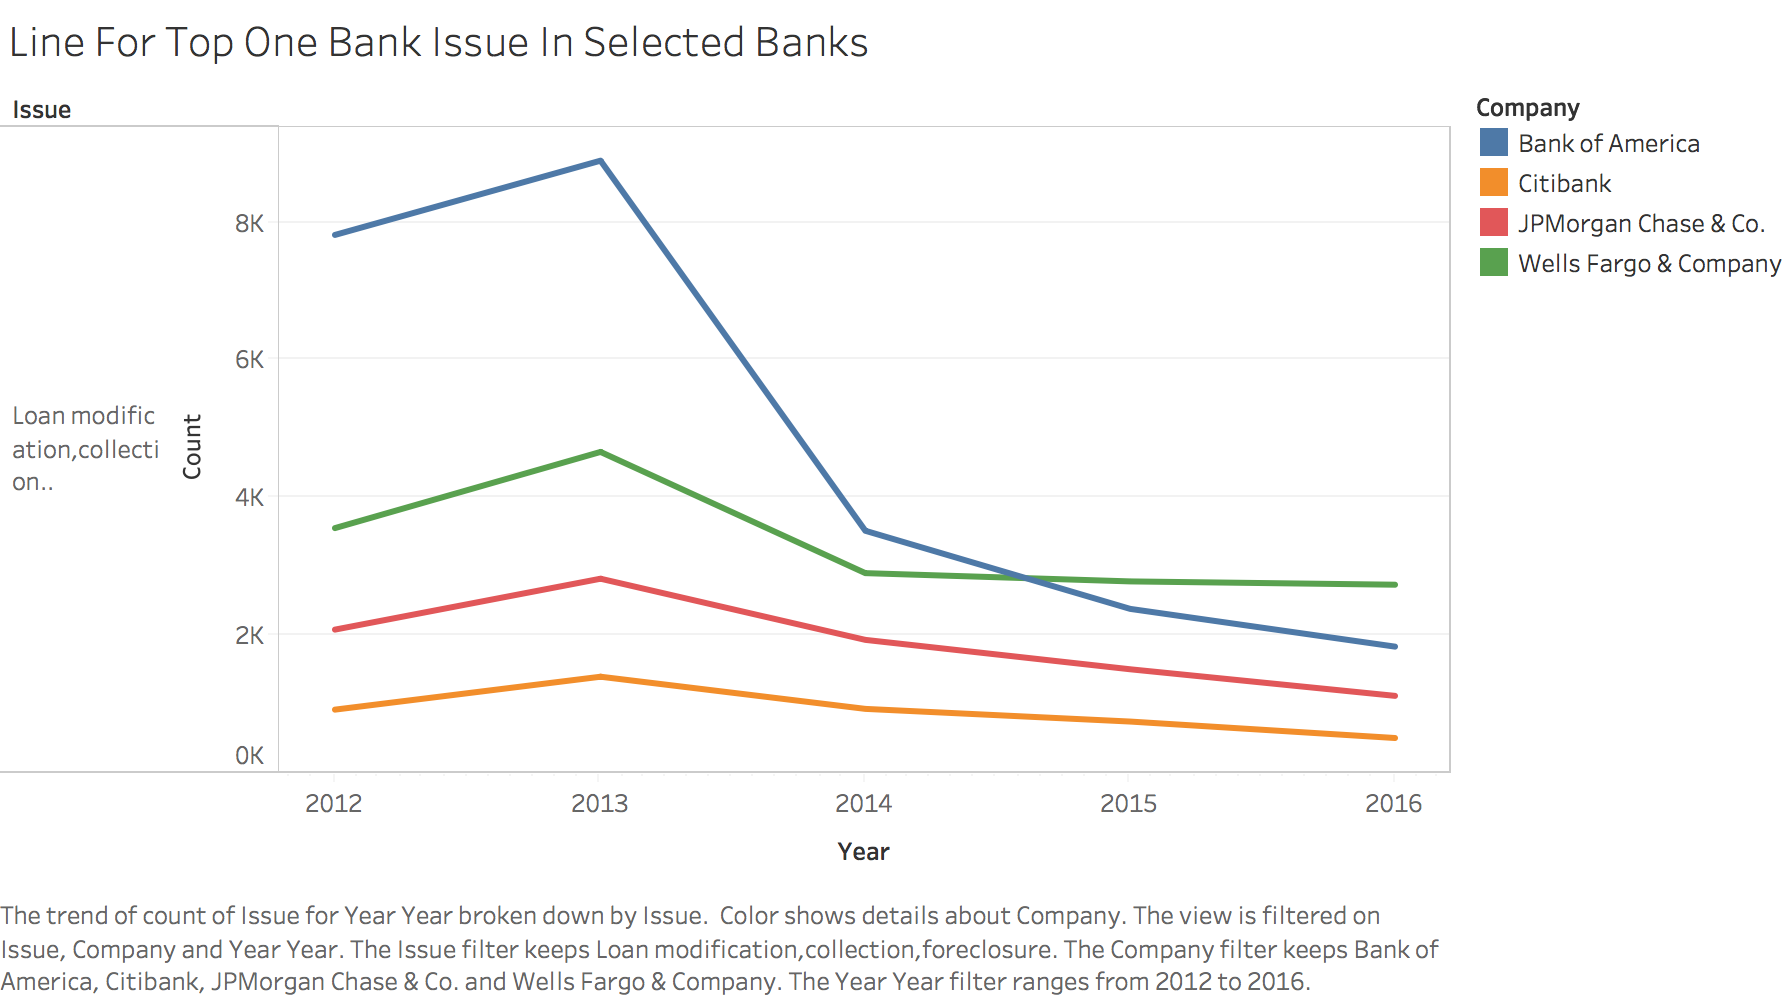 Line For Top One Bank Issue In Selected Banks
Issue
Company
Bank of America
Citibank
JPMorgan Chase & Co.
Wells Fargo & Company
8K
6K
4K
2K
0K
Count
Loan modific
ation,collecti
on..
2012 2013 2014 2015 2016
Year
The trend of count of Issue for Year Year broken down by Issue.  Color shows details about Company. The view is filtered on
Issue, Company and Year Year. The Issue filter keeps Loan modification,collection,foreclosure. The Company filter keeps Bank of
America, Citibank, JPMorgan Chase & Co. and Wells Fargo & Company. The Year Year filter ranges from 2012 to 2016.